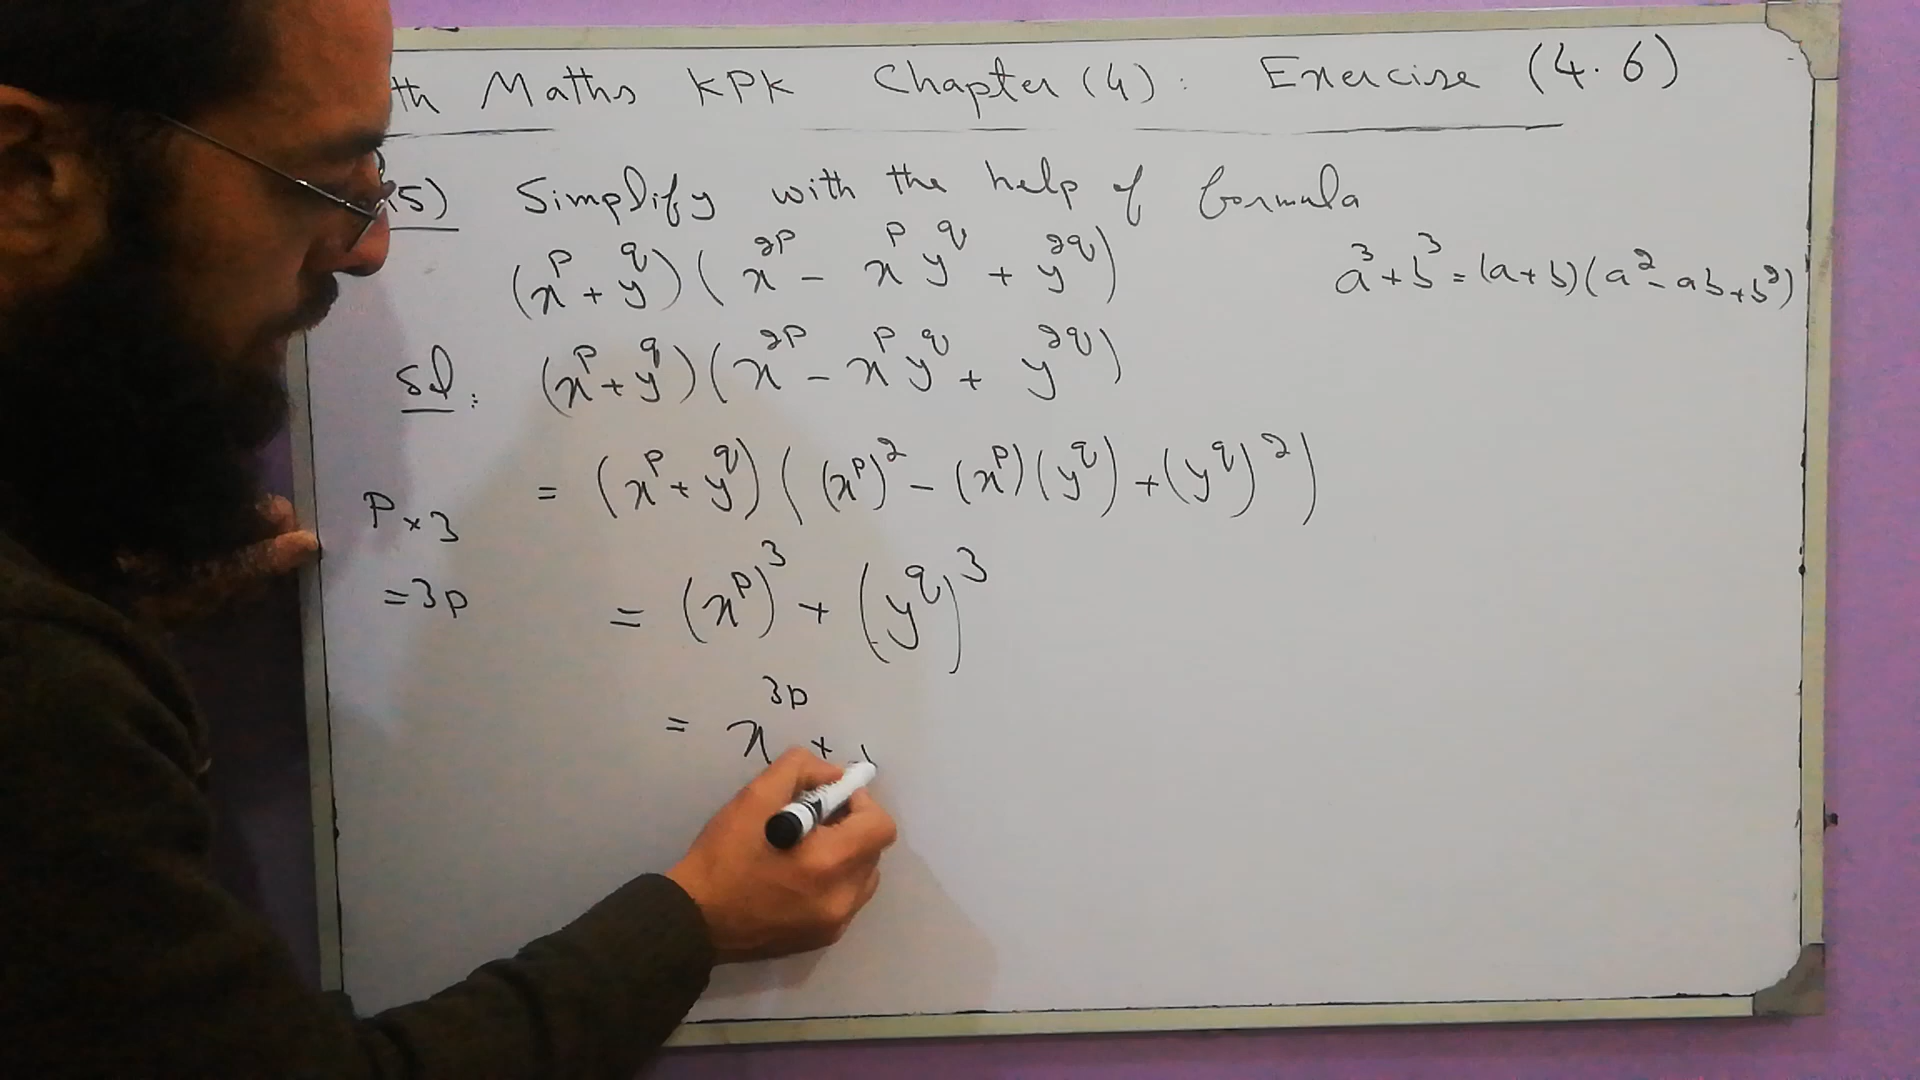 th Maths KPK Chapter (4): Exercise (4.6)
5) Simplify with the help of formula
(x^p + y^q)(x^2p - x^p y^q + y^2q)
a^3 + b^3 = (a+b)(a^2 - ab + b^2)
Sol: (x^p + y^q)(x^2p - x^p y^q + y^2q)
= (x^p + y^q)((x^p)^2 - (x^p)(y^q) + (y^q)^2)
P × 3
= 3p
= (x^p)^3 + (y^q)^3
= x^3p +